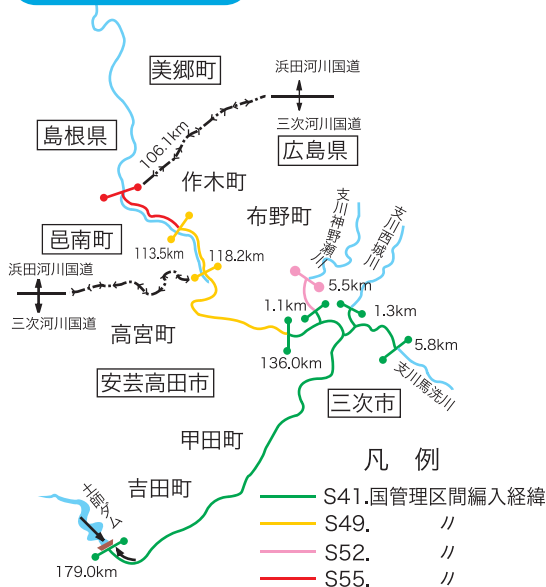 美郷町
浜田河川国道
三次河川国道
島根県
106.1km
広島県
作木町
布野町
支川神野瀬川
支川西城川
邑南町
113.5km
118.2km
浜田河川国道
三次河川国道
5.5km
1.1km
1.3km
高宮町
136.0km
5.8km
支川馬洗川
安芸高田市
三次市
甲田町
吉田町
土師ダム
179.0km
凡 例
S41.国管理区間編入経緯
S49. 〃
S52. 〃
S55. 〃